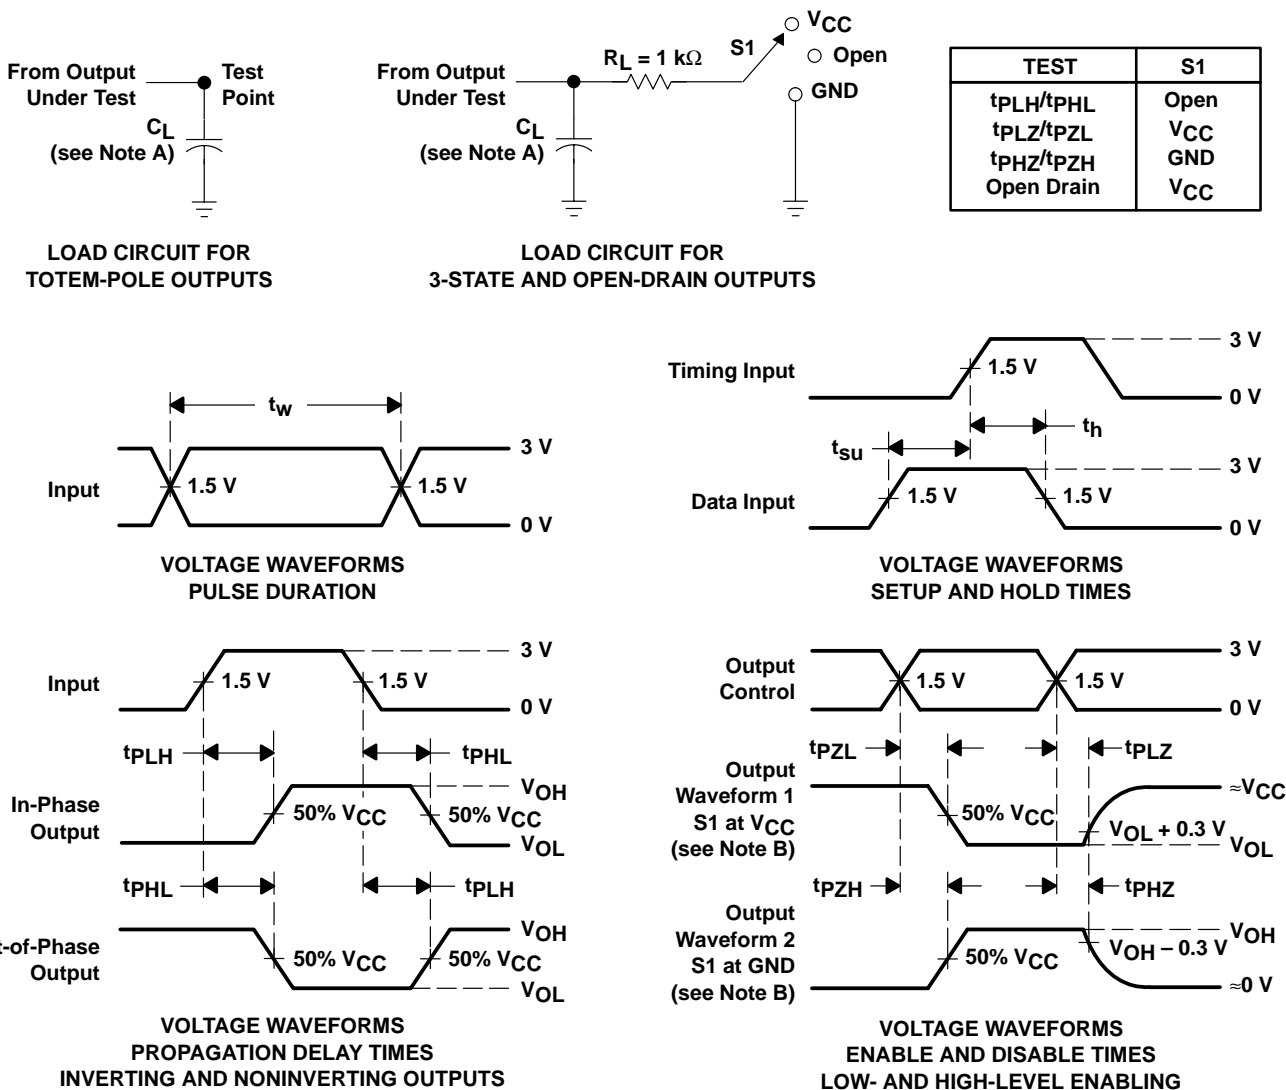 From Output
Under Test
Test
Point
CL
(see Note A)
LOAD CIRCUIT FOR
TOTEM-POLE OUTPUTS
From Output
Under Test
RL = 1 kΩ
S1
VCC
Open
GND
CL
(see Note A)
LOAD CIRCUIT FOR
3-STATE AND OPEN-DRAIN OUTPUTS
TEST S1
tPLH/tPHL Open
tPLZ/tPZL VCC
tPHZ/tPZH GND
Open Drain VCC
tw
Input
1.5 V
1.5 V
3 V
0 V
VOLTAGE WAVEFORMS
PULSE DURATION
Timing Input
1.5 V
3 V
0 V
tsu
th
Data Input
1.5 V
1.5 V
3 V
0 V
VOLTAGE WAVEFORMS
SETUP AND HOLD TIMES
Input
1.5 V
1.5 V
3 V
0 V
tPLH
tPHL
In-Phase
Output
50% VCC
50% VCC
VOH
VOL
tPHL
tPLH
t-of-Phase
Output
50% VCC
50% VCC
VOH
VOL
VOLTAGE WAVEFORMS
PROPAGATION DELAY TIMES
INVERTING AND NONINVERTING OUTPUTS
Output
Control
1.5 V
1.5 V
3 V
0 V
tPZL
tPLZ
Output
Waveform 1
S1 at VCC
(see Note B)
50% VCC
VOL + 0.3 V
≈VCC
VOL
tPZH
tPHZ
Output
Waveform 2
S1 at GND
(see Note B)
50% VCC
VOH – 0.3 V
VOH
≈0 V
VOLTAGE WAVEFORMS
ENABLE AND DISABLE TIMES
LOW- AND HIGH-LEVEL ENABLING